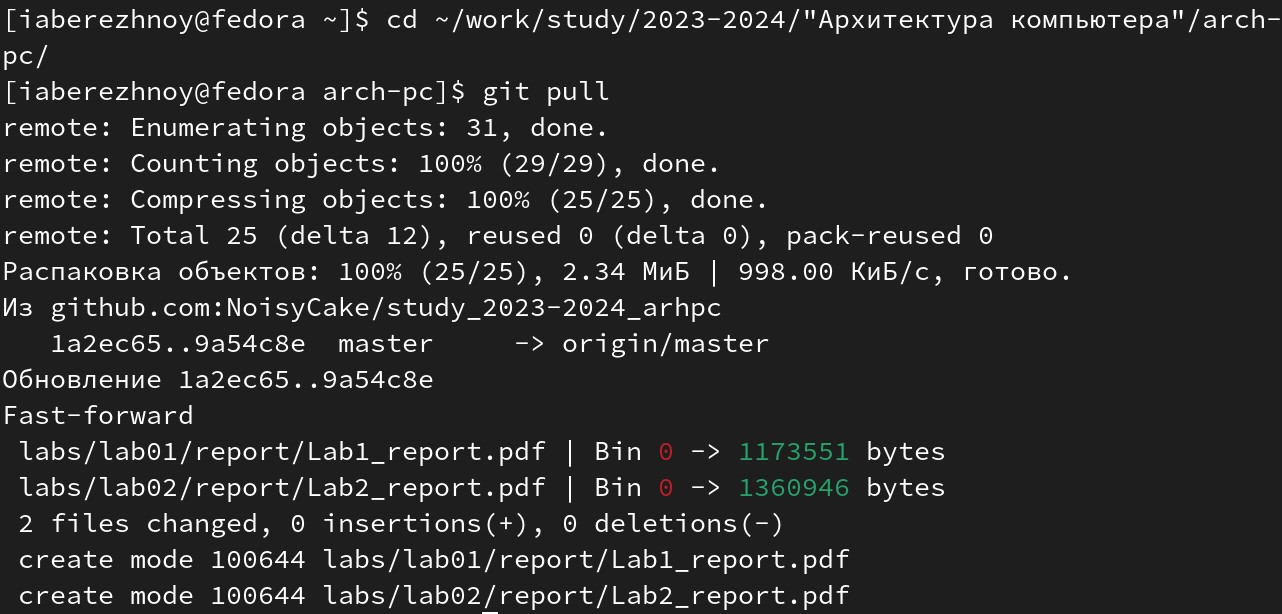 [iaberezhnoy@fedora ~]$ cd ~/work/study/2023-2024/"Архитектура компьютера"/arch-
pc/
[iaberezhnoy@fedora arch-pc]$ git pull
remote: Enumerating objects: 31, done.
remote: Counting objects: 100% (29/29), done.
remote: Compressing objects: 100% (25/25), done.
remote: Total 25 (delta 12), reused 0 (delta 0), pack-reused 0
Распаковка объектов: 100% (25/25), 2.34 МиБ | 998.00 КиБ/с, готово.
Из github.com:NoisyCake/study_2023-2024_arhpc
   1a2ec65..9a54c8e  master     -> origin/master
Обновление 1a2ec65..9a54c8e
Fast-forward
 labs/lab01/report/Lab1_report.pdf | Bin 0 -> 1173551 bytes
 labs/lab02/report/Lab2_report.pdf | Bin 0 -> 1360946 bytes
 2 files changed, 0 insertions(+), 0 deletions(-)
 create mode 100644 labs/lab01/report/Lab1_report.pdf
 create mode 100644 labs/lab02/report/Lab2_report.pdf